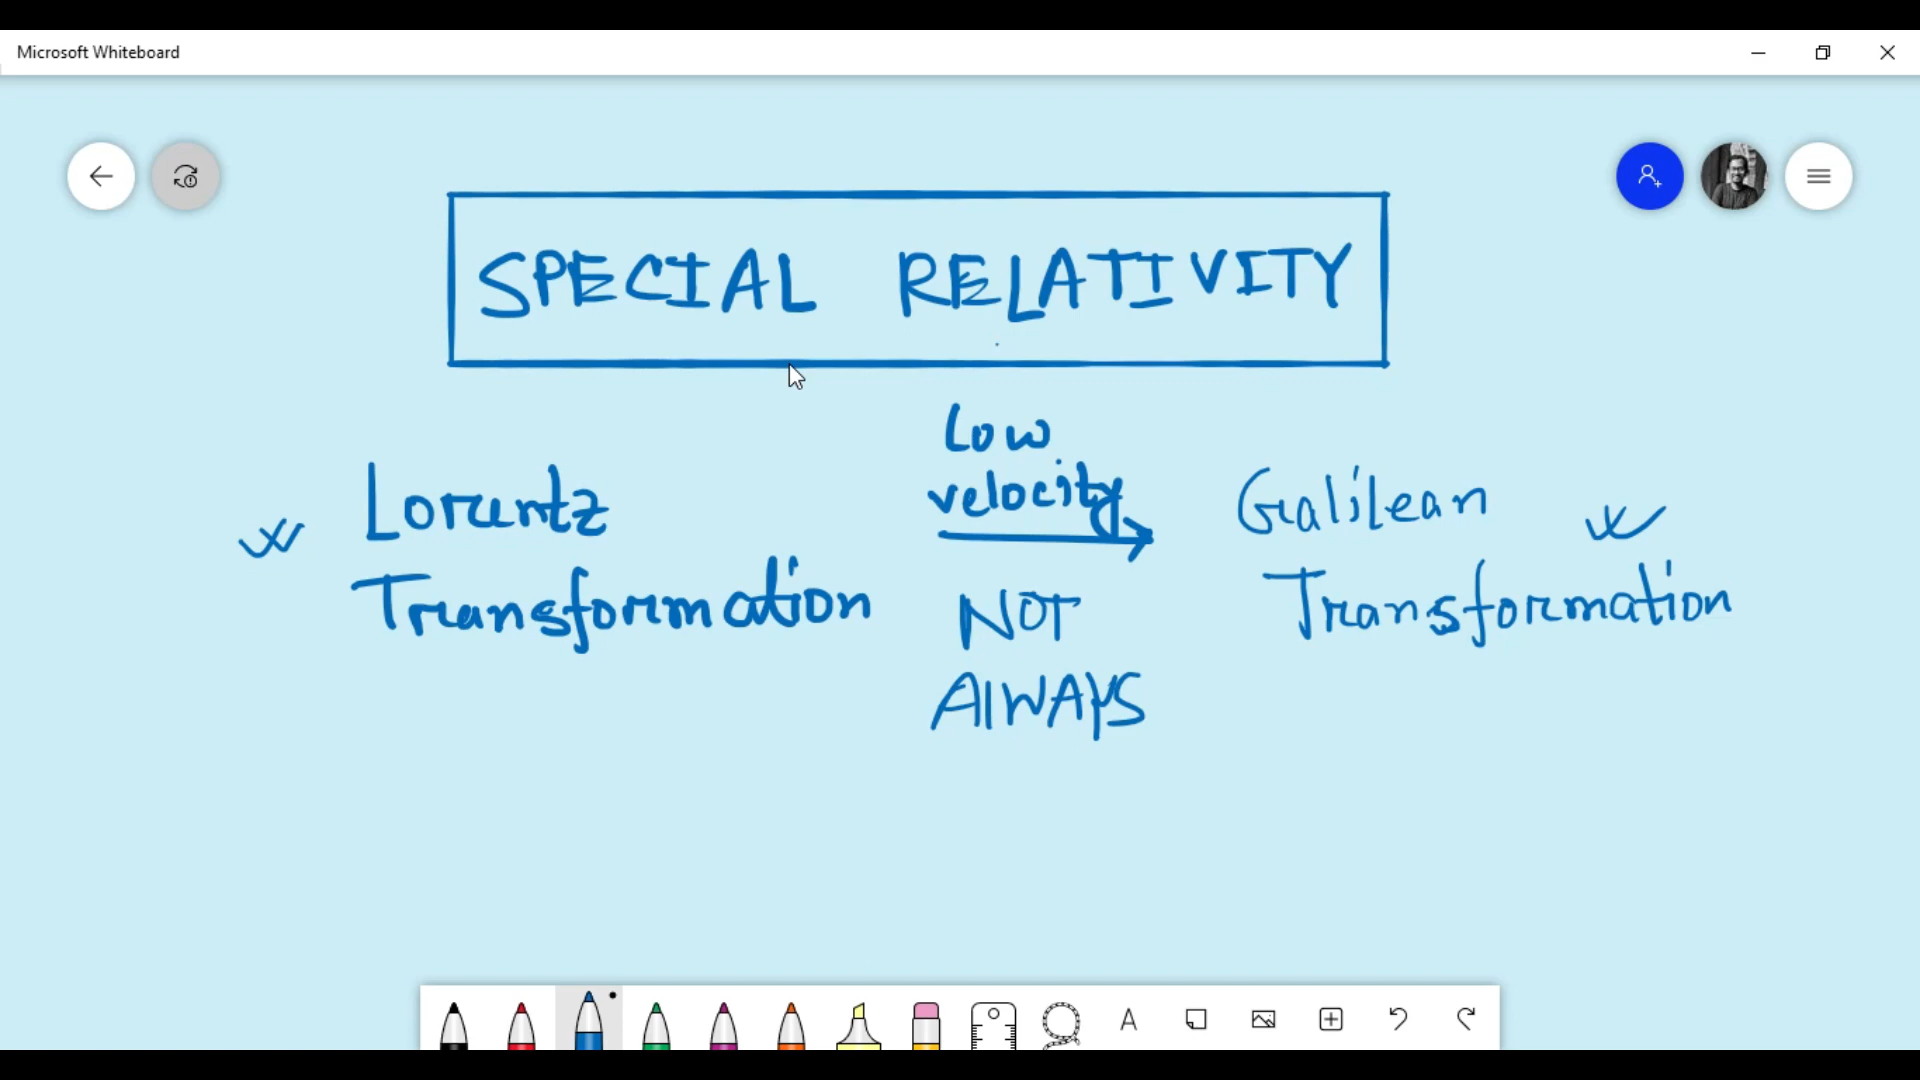 Microsoft Whiteboard
SPECIAL RELATIVITY
Low
velocity
Lorentz
Transformation
NOT
AlWAYS
Galilean
Transformation
A